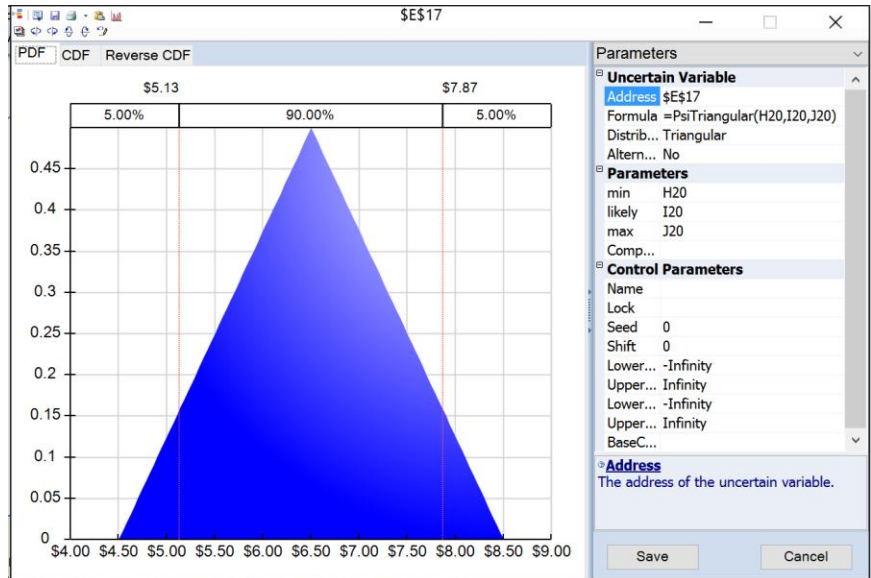 $E$17
PDF CDF Reverse CDF
$5.13 $7.87
5.00% 90.00% 5.00%
0.45
0.4
0.35
0.3
0.25
0.2
0.15
0.1
0.05
0
$4.00 $4.50 $5.00 $5.50 $6.00 $6.50 $7.00 $7.50 $8.00 $8.50 $9.00
Parameters
Uncertain Variable
Address $E$17
Formula =PsiTriangular(H20,I20,J20)
Distrib... Triangular
Altern... No
Parameters
min H20
likely I20
max J20
Comp...
Control Parameters
Name
Lock
Seed 0
Shift 0
Lower... -Infinity
Upper... Infinity
Lower... -Infinity
Upper... Infinity
BaseC...
Address
The address of the uncertain variable.
Save Cancel